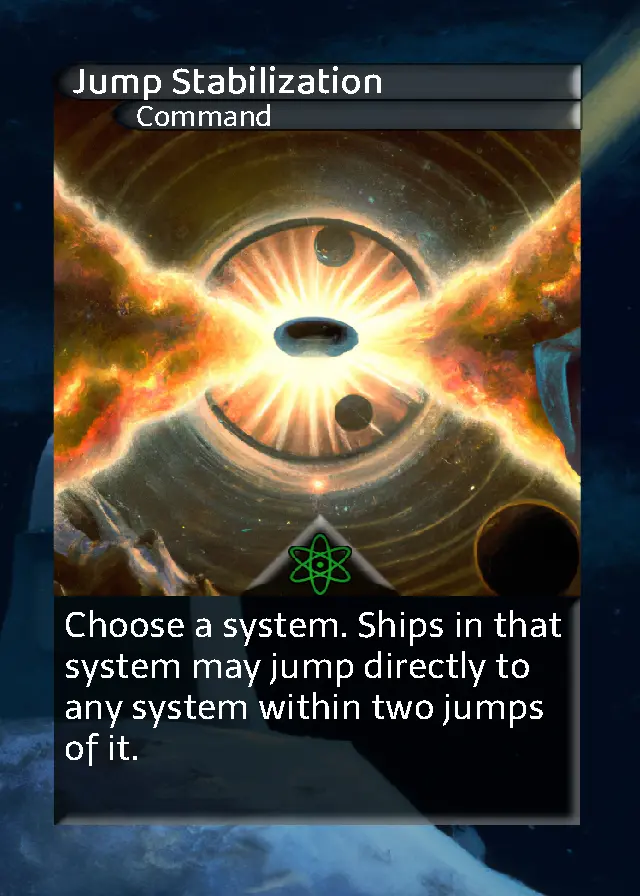 Jump Stabilization
Command
Choose a system. Ships in that
system may jump directly to
any system within two jumps
of it.